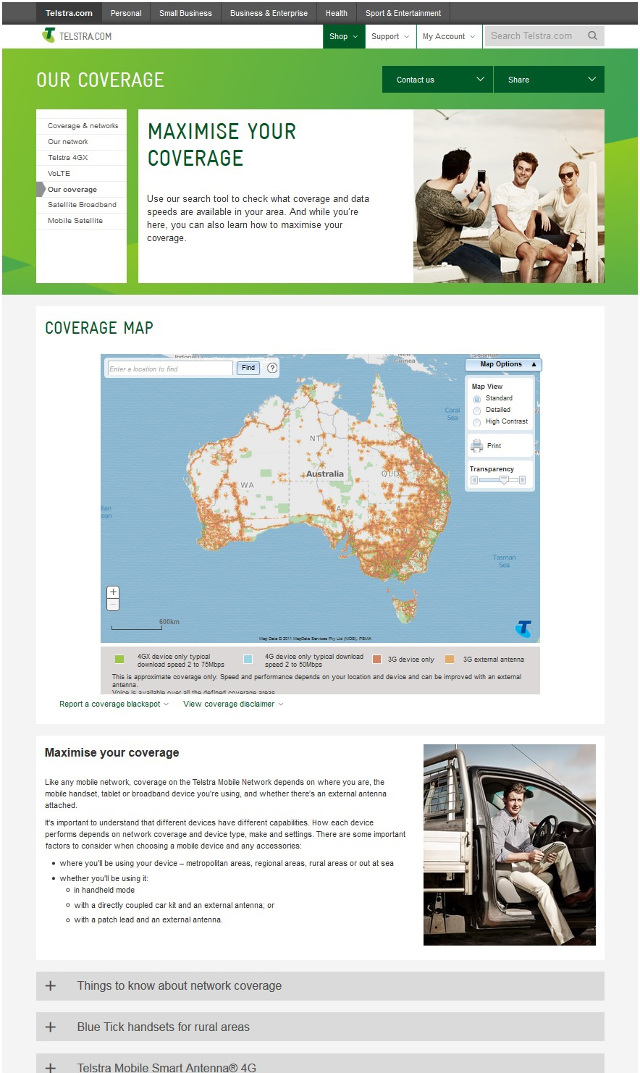 Telstra.com Personal Small Business Business & Enterprise Health Sport & Entertainment
TELSTRA.COM Shop Support My Account Search Telstra.com
OUR COVERAGE
Contact us Share
Coverage & networks
Our network
Telstra 4GX
VoLTE
Our coverage
Satellite Broadband
Mobile Satellite
MAXIMISE YOUR
COVERAGE
Use our search tool to check what coverage and data
speeds are available in your area. And while you're
here, you can also learn how to maximise your
coverage.
COVERAGE MAP
Enter a location to find. Find ?
Map Options
Map View
Standard
Detailed
High Contrast
Print
Transparency
Coral
Sea
NT
Australia
WA
Tasman
Sea
+
600km
Map Data © 2011 MapData Services Pty Ltd (MDS), PSMA
T
4GX device only typical
download speed 2 to 75Mbps
4G device only typical download
speed 2 to 50Mbps
3G device only
3G external antenna
This is approximate coverage only. Speed and performance depends on your location and device and can be improved with an external
antenna.
Voice is available over all the defined coverage areas
Report a coverage blackspot View coverage disclaimer
Maximise your coverage
Like any mobile network, coverage on the Telstra Mobile Network depends on where you are, the
mobile handset, tablet or broadband device you're using, and whether there's an external antenna
attached.
It's important to understand that different devices have different capabilities. How each device
performs depends on network coverage and device type, make and settings. There are some important
factors to consider when choosing a mobile device and any accessories:
• where you'll be using your device – metropolitan areas, regional areas, rural areas or out at sea
• whether you'll be using it:
o in handheld mode
o with a directly coupled car kit and an external antenna; or
o with a patch lead and an external antenna.
+ Things to know about network coverage
+ Blue Tick handsets for rural areas
+ Telstra Mobile Smart Antenna® 4G